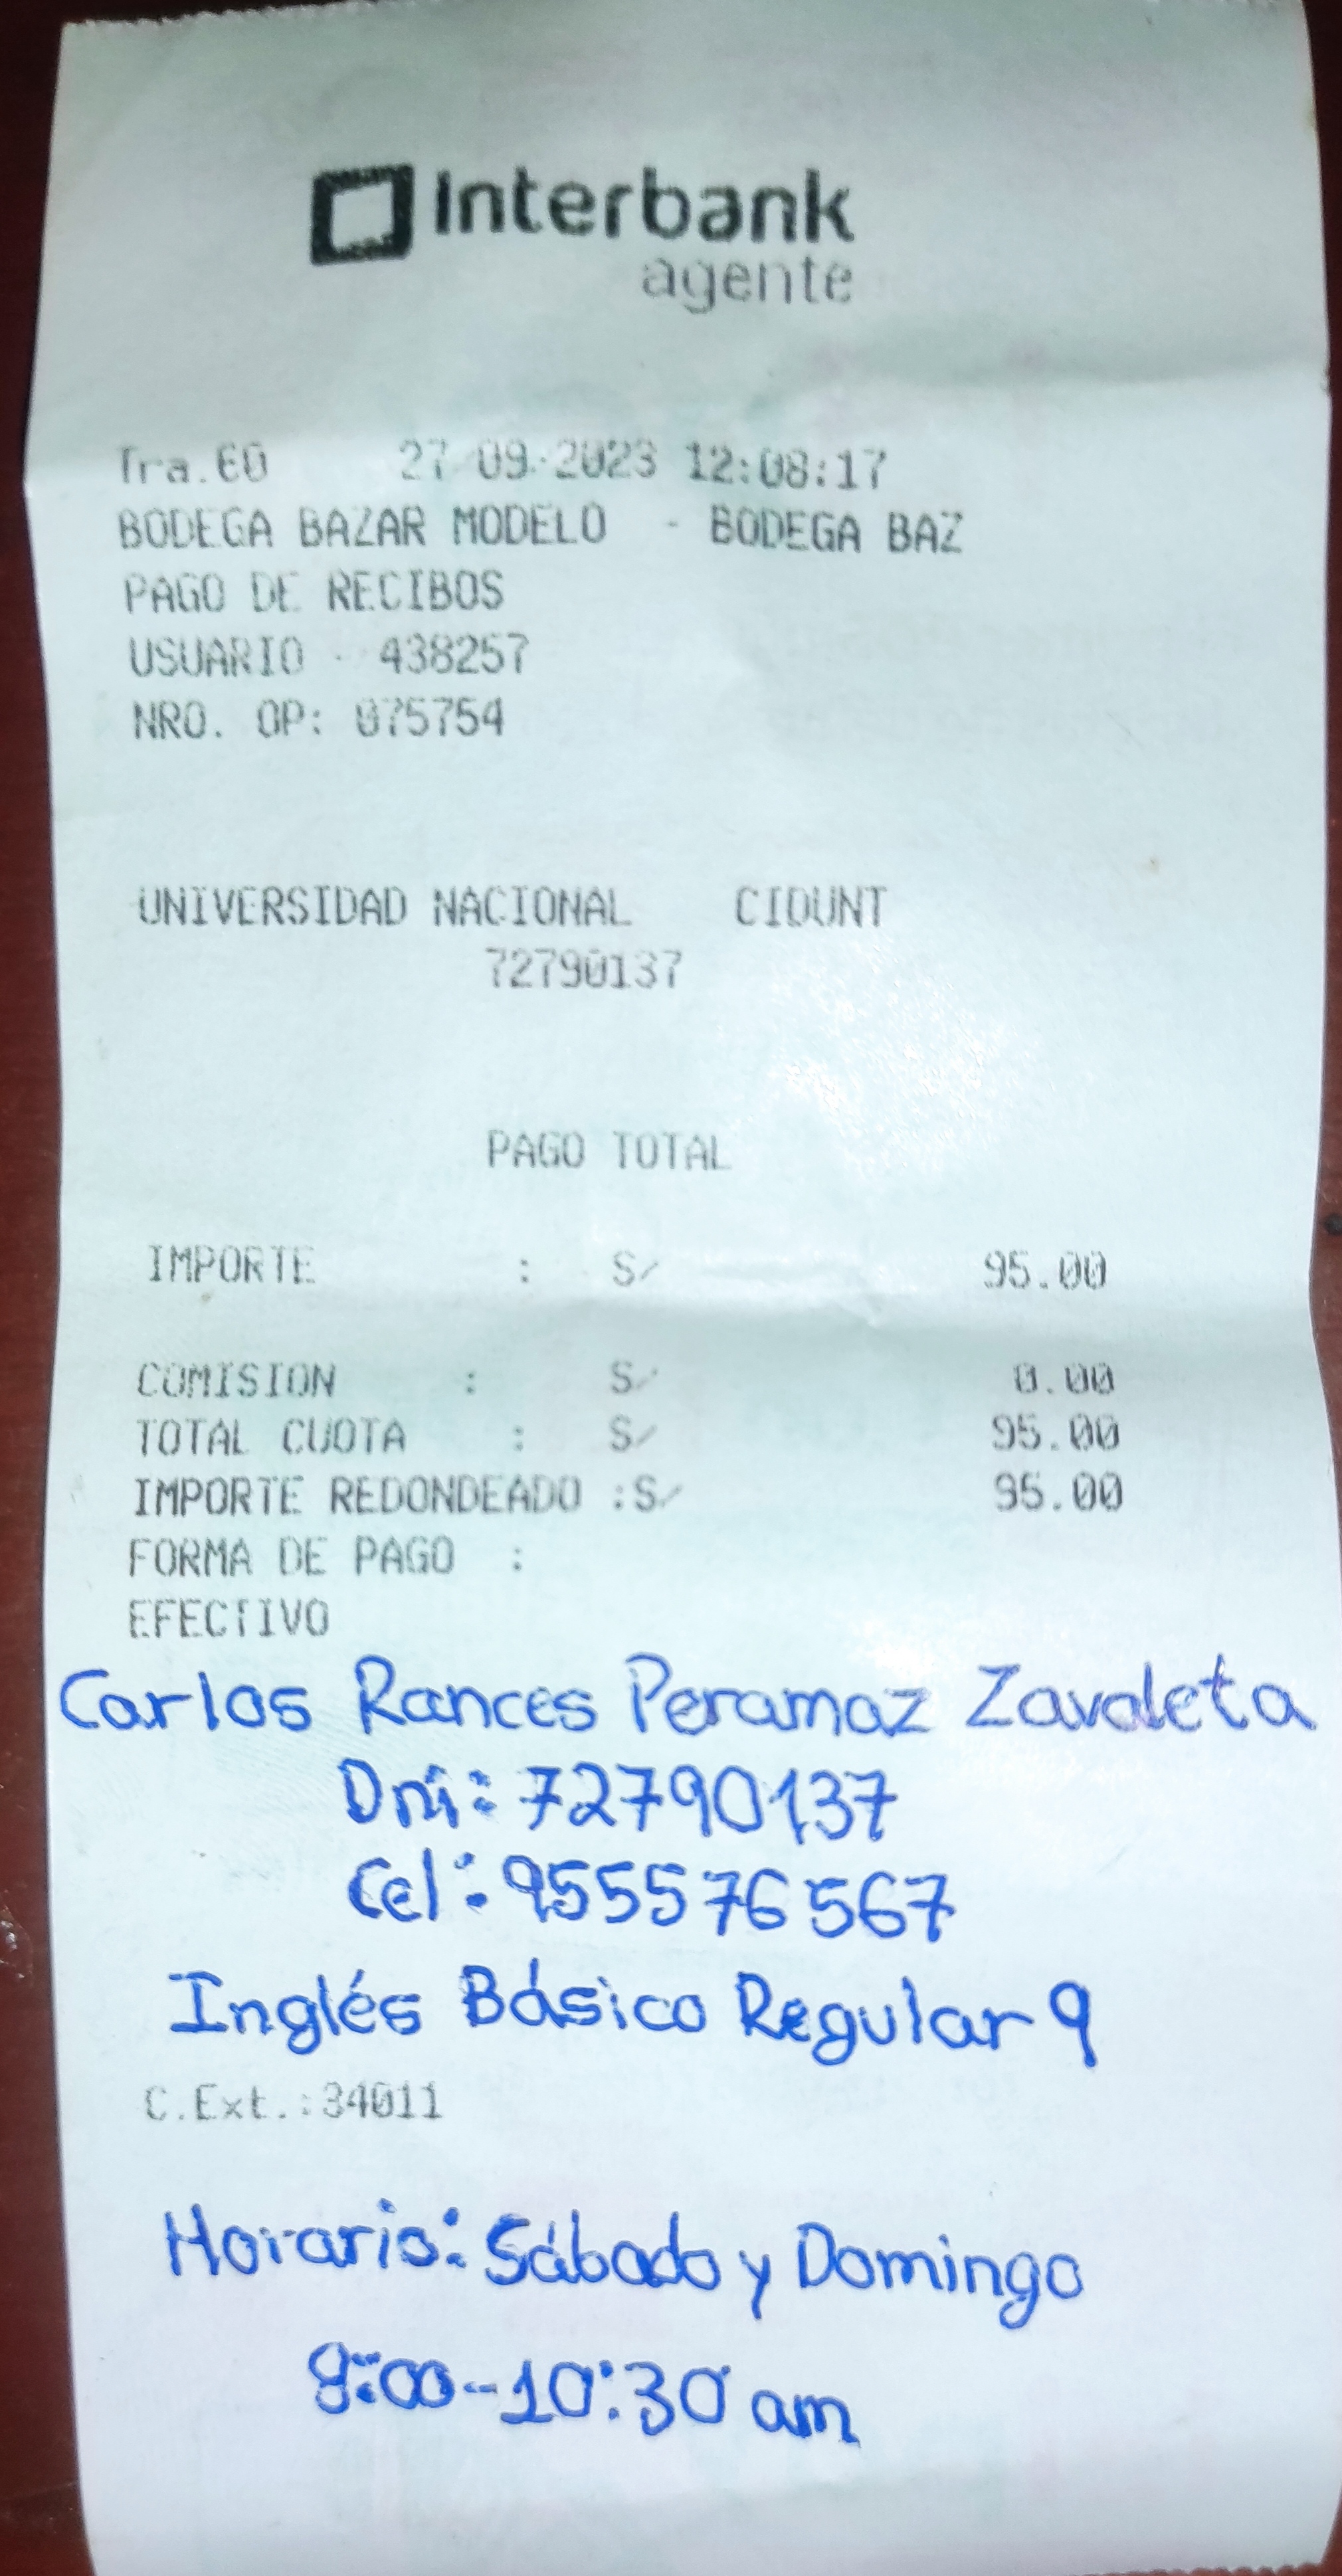 Interbank
agente
Tra.60 27-09-2023 12:08:17
BODEGA BAZAR MODELO - BODEGA BAZ
PAGO DE RECIBOS
USUARIO - 438257
NRO. OP: 075754
UNIVERSIDAD NACIONAL CIDUNT
72790137
PAGO TOTAL
IMPORTE : S/ 95.00
COMISION : S/ 0.00
TOTAL CUOTA : S/ 95.00
IMPORTE REDONDEADO :S/ 95.00
FORMA DE PAGO :
EFECTIVO
Carlos Rances Peramaz Zavaleta
Dni: 72790137
Cel: 955576567
Inglés Básico Regular 9
C.Ext.:34011
Horario: Sábado y Domingo
9:00-10:30 am